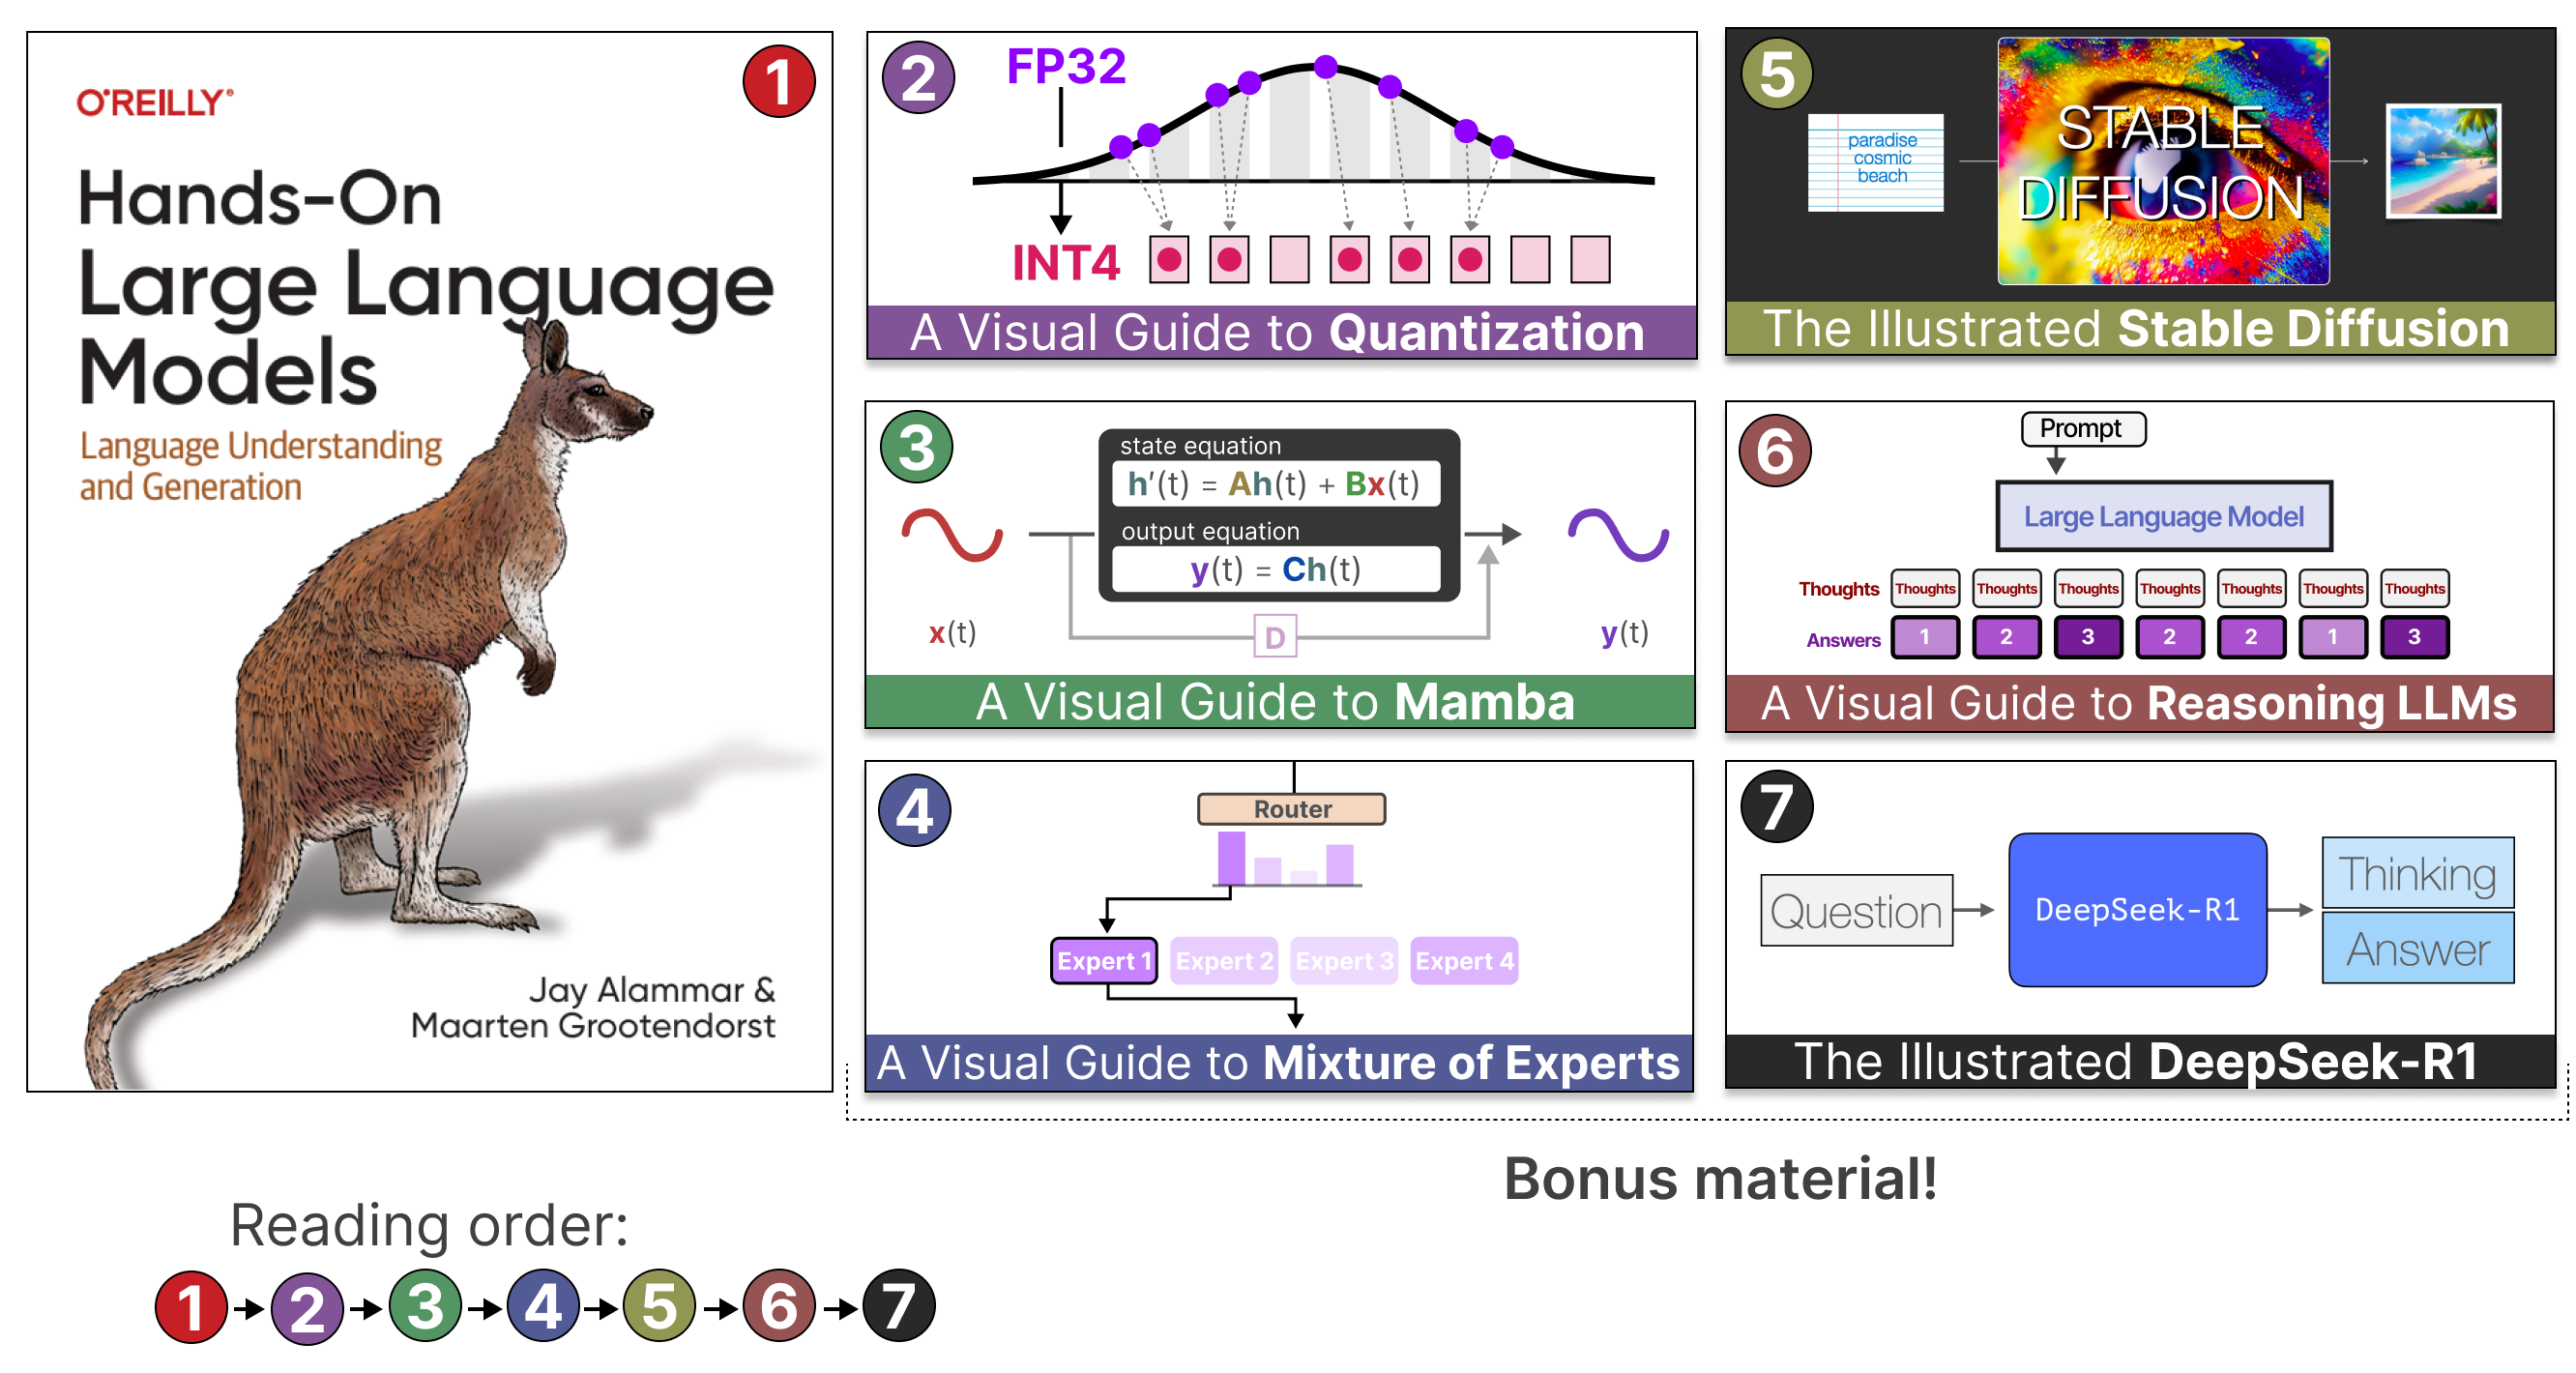 1
O'REILLY®
Hands-On
Large Language
Models
Language Understanding
and Generation
Jay Alammar &
Maarten Grootendorst
2
FP32
INT4
A Visual Guide to Quantization
3
state equation
h'(t) = Ah(t) + Bx(t)
output equation
y(t) = Ch(t)
x(t)
D
y(t)
A Visual Guide to Mamba
4
Router
Expert 1 Expert 2 Expert 3 Expert 4
A Visual Guide to Mixture of Experts
5
paradise
cosmic
beach
STABLE
DIFFUSION
The Illustrated Stable Diffusion
6
Prompt
Large Language Model
Thoughts Thoughts Thoughts Thoughts Thoughts Thoughts Thoughts Thoughts
Answers 1 2 3 2 2 1 3
A Visual Guide to Reasoning LLMs
7
Question
DeepSeek-R1
Thinking
Answer
The Illustrated DeepSeek-R1
Bonus material!
Reading order:
1 2 3 4 5 6 7